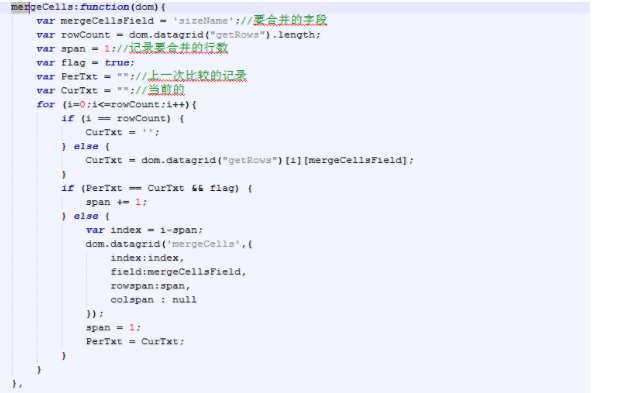 mergeCells:function(dom){
var mergeCellsField = 'sizeName';//要合并的字段
var rowCount = dom.datagrid("getRows").length;
var span = 1;//记录要合并的行数
var flag = true;
var PerTxt = "";//上一次比较的记录
var CurTxt = "";//当前的
for (i=0;i<=rowCount;i++){
if (i == rowCount) {
CurTxt = '';
} else {
CurTxt = dom.datagrid("getRows")[i][mergeCellsField];
}
if (PerTxt == CurTxt && flag) {
span += 1;
} else {
var index = i-span;
dom.datagrid('mergeCells',{
index:index,
field:mergeCellsField,
rowspan:span,
colspan : null
});
span = 1;
PerTxt = CurTxt;
}
}
},